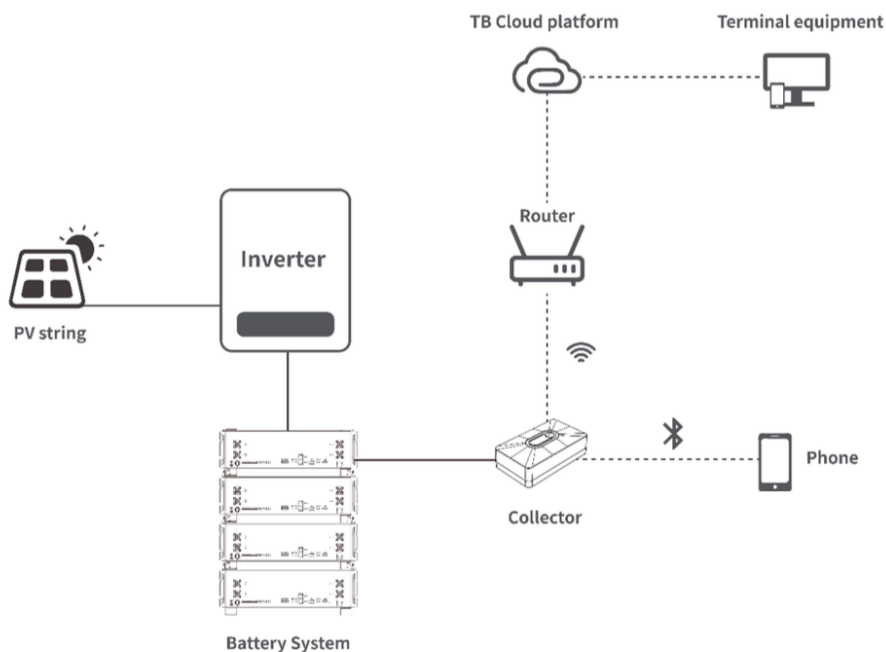 TB Cloud platform
Terminal equipment
Router
Inverter
PV string
Phone
Collector
Battery System